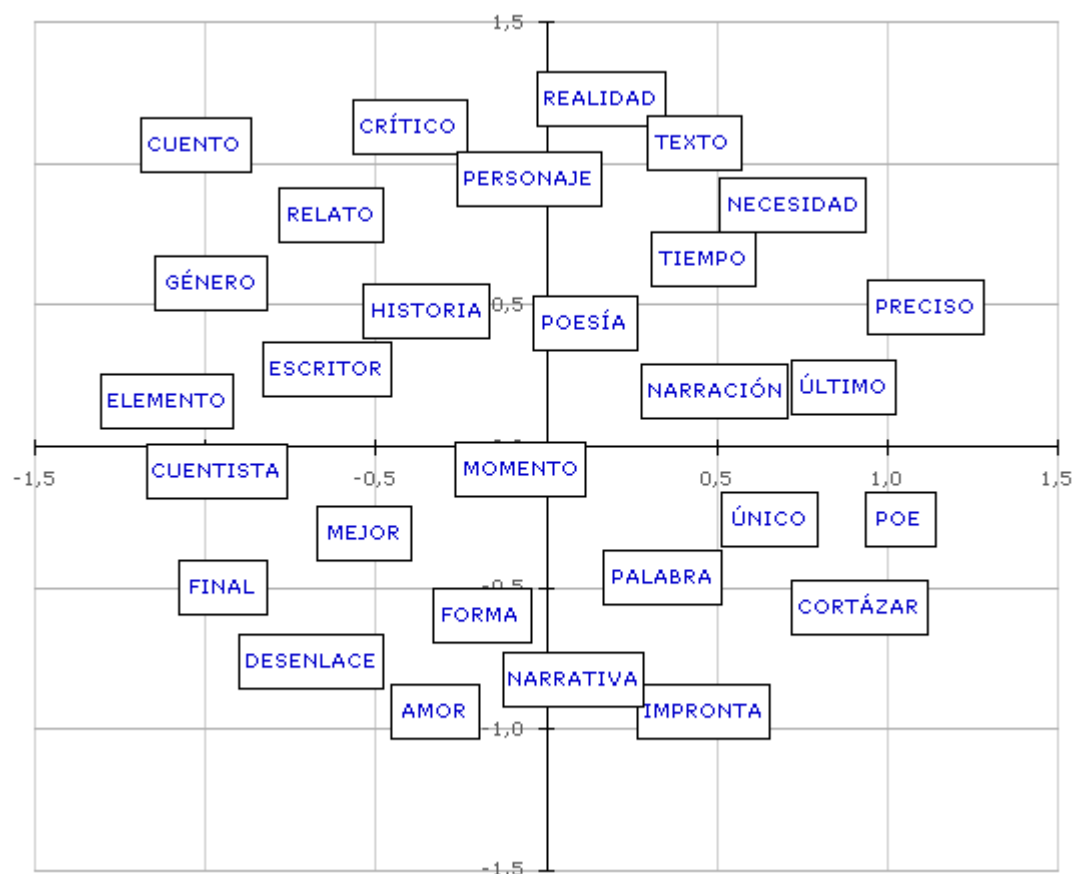 1,5
REALIDAD
CRÍTICO
TEXTO
CUENTO
PERSONAJE
NECESIDAD
RELATO
TIEMPO
GÉNERO
PRECISO
HISTORIA
0,5
POESÍA
ESCRITOR
NARRACIÓN
ÚLTIMO
ELEMENTO
CUENTISTA
MOMENTO
-1,5
-0,5
0,5
1,0
1,5
ÚNICO
POE
MEJOR
PALABRA
FINAL
-0,5
CORTÁZAR
FORMA
DESENLACE
NARRATIVA
AMOR
IMPRONTA
-1,0
-1,5